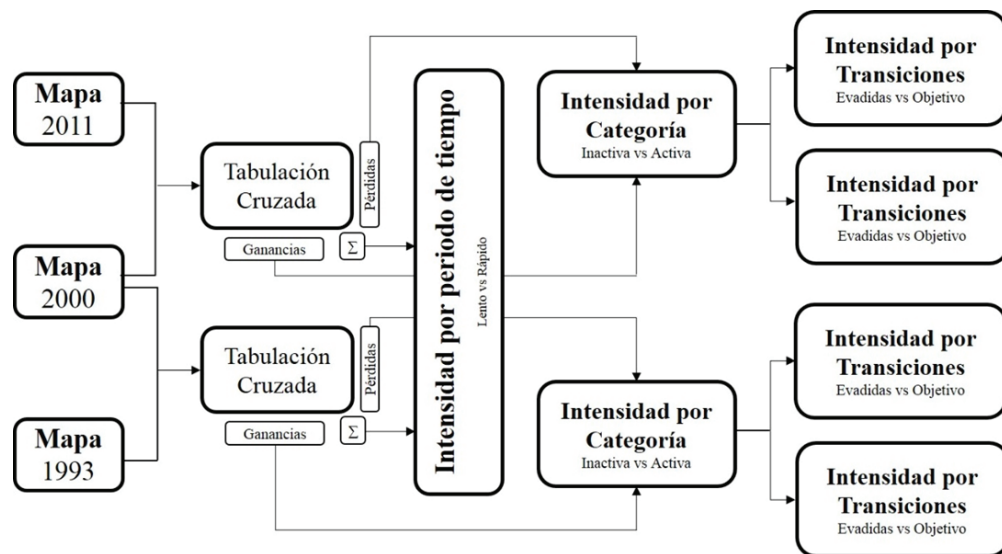 Mapa
2011
Mapa
2000
Mapa
1993
Tabulación
Cruzada
Pérdidas
Ganancias
Σ
Tabulación
Cruzada
Pérdidas
Ganancias
Σ
Intensidad por periodo de tiempo
Lento vs Rápido
Intensidad por
Categoría
Inactiva vs Activa
Intensidad por
Categoría
Inactiva vs Activa
Intensidad por
Transiciones
Evadidas vs Objetivo
Intensidad por
Transiciones
Evadidas vs Objetivo
Intensidad por
Transiciones
Evadidas vs Objetivo
Intensidad por
Transiciones
Evadidas vs Objetivo